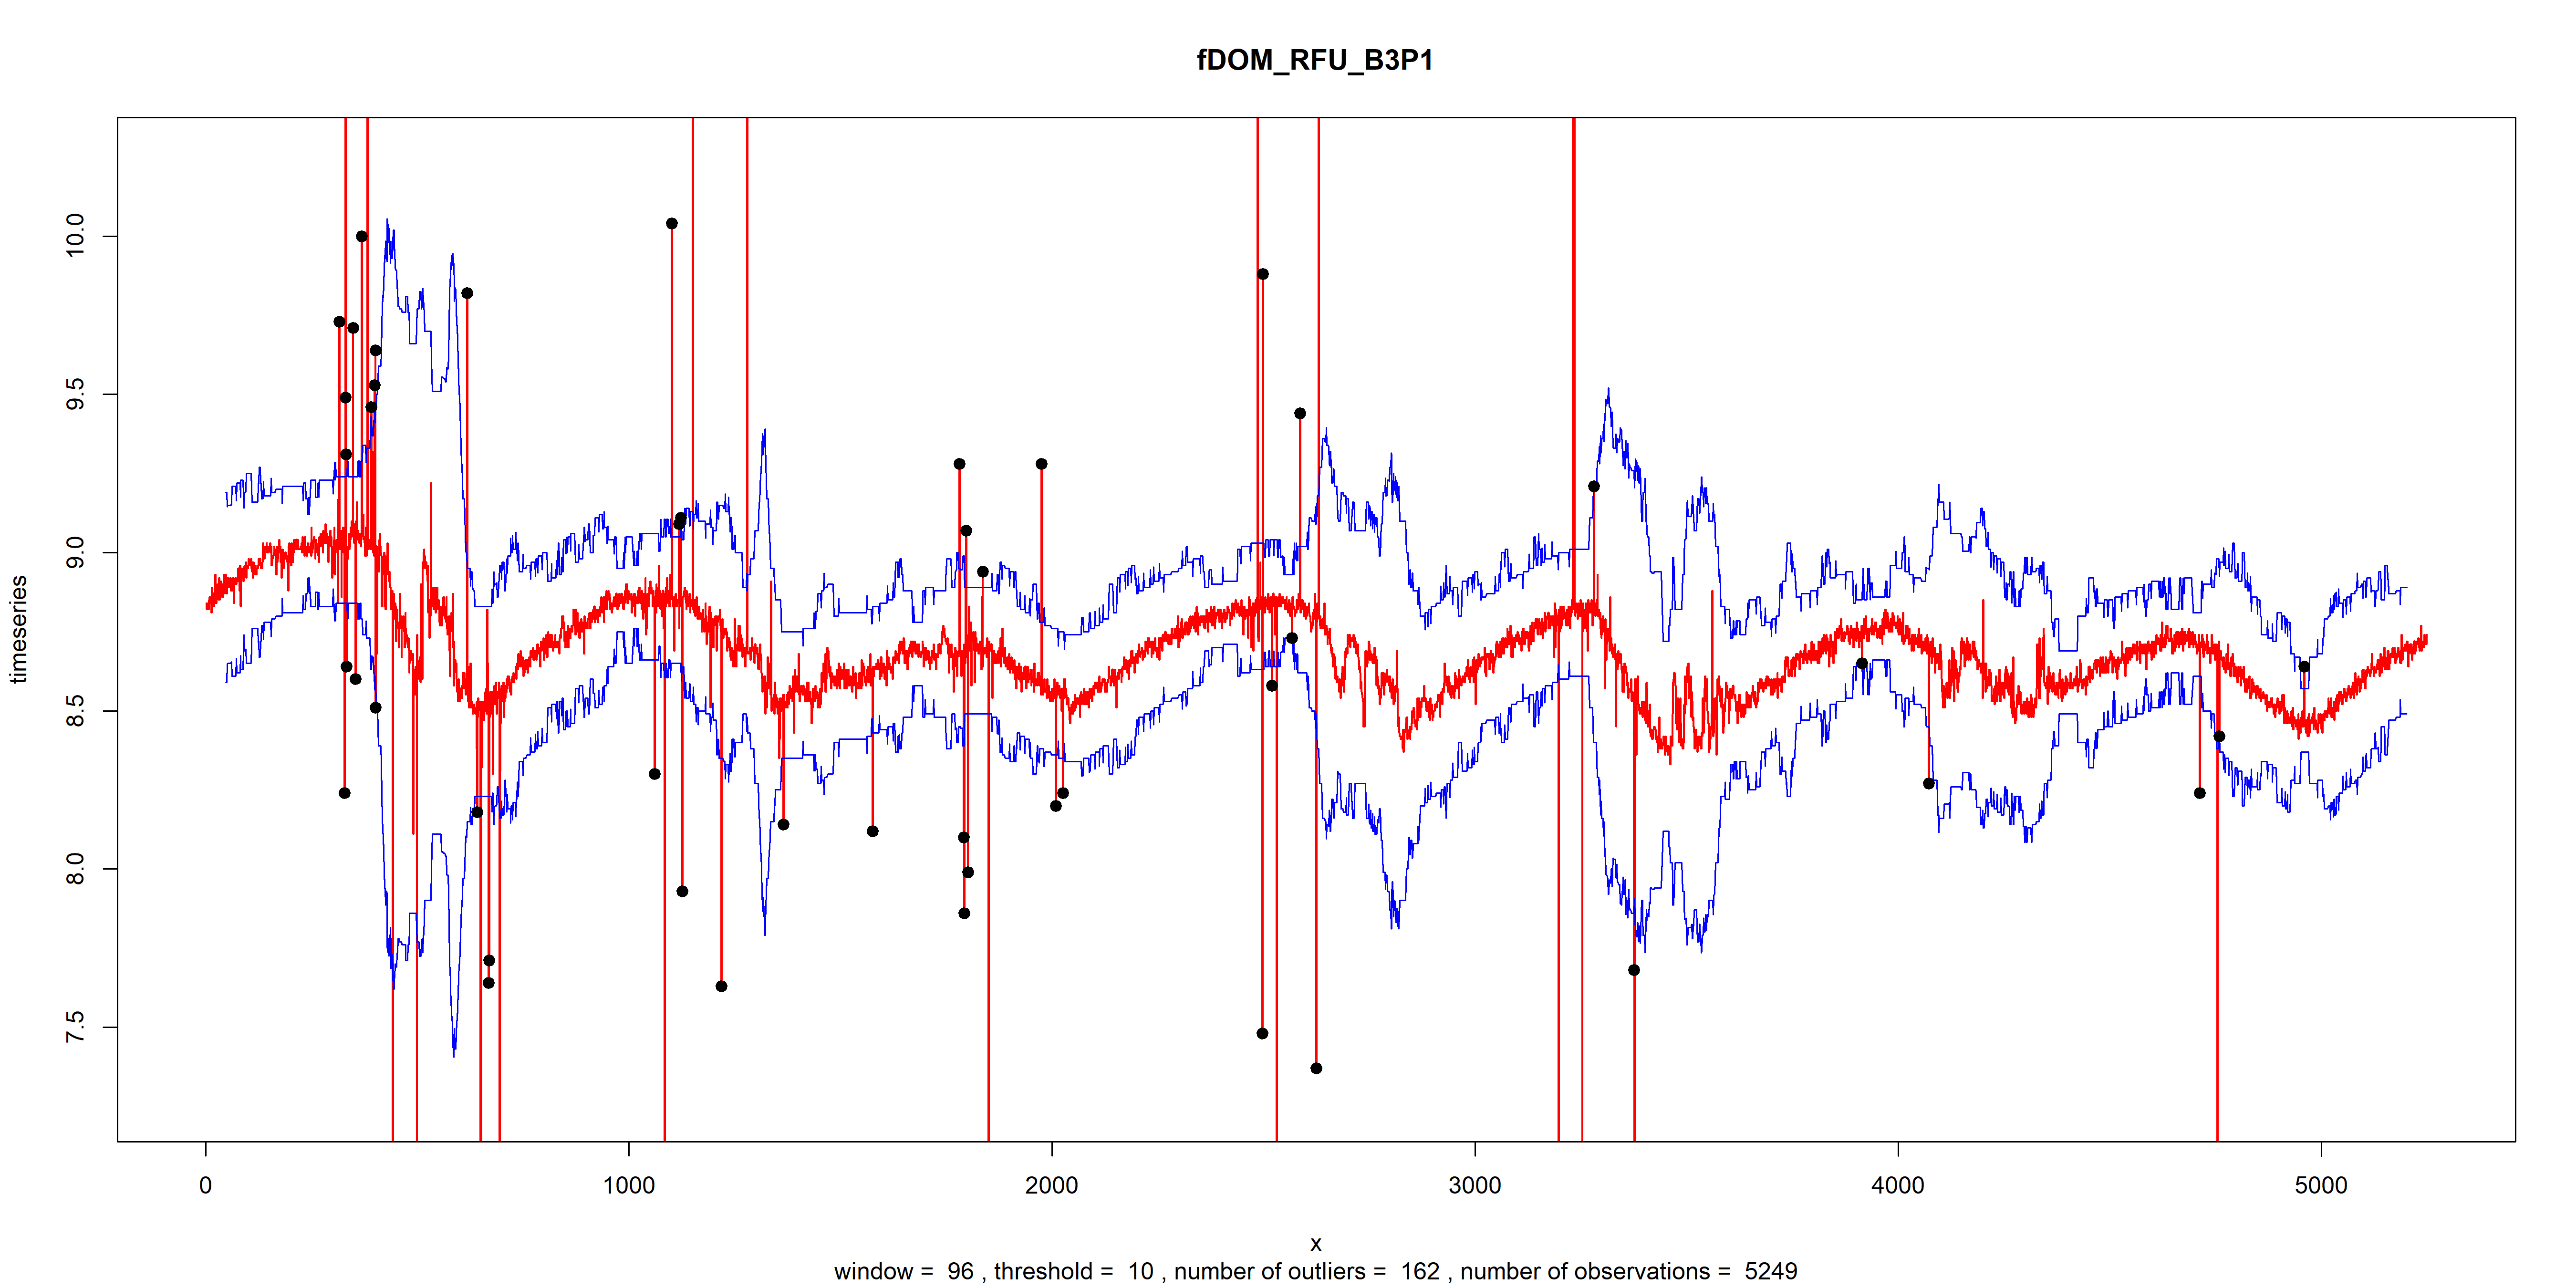 fDOM_RFU_B3P1
timeseries
10.0
9.5
9.0
8.5
8.0
7.5
0 1000 2000 3000 4000 5000
x
window = 96 , threshold = 10 , number of outliers = 162 , number of observations = 5249